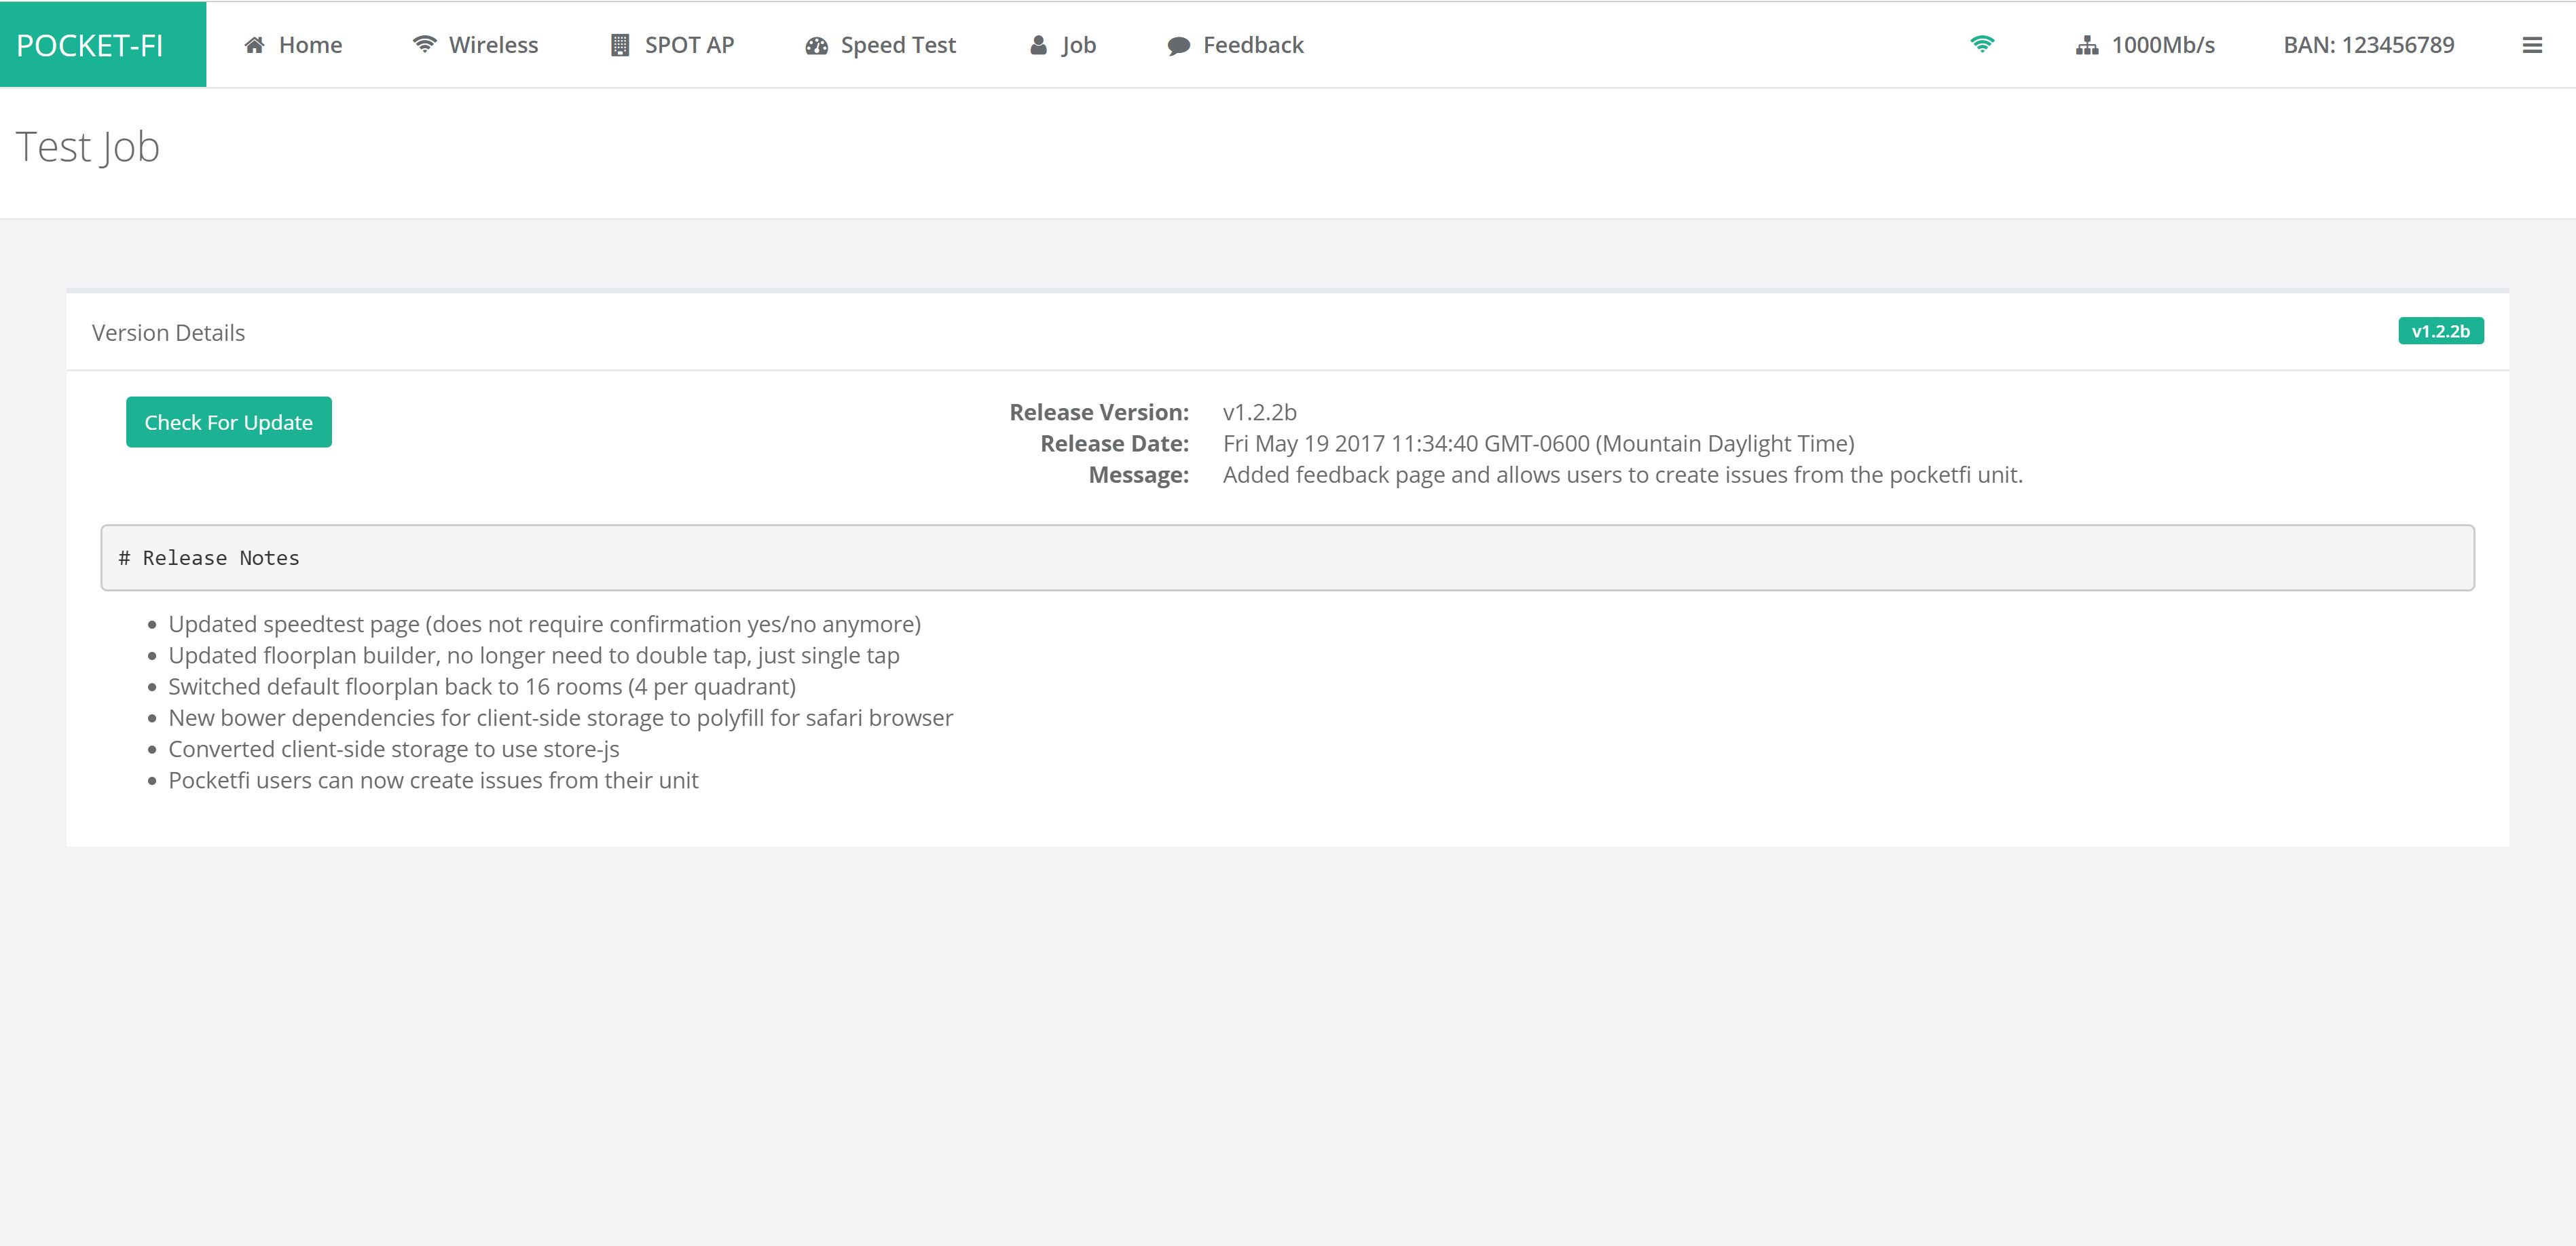 POCKET-FI Home Wireless SPOT AP Speed Test Job Feedback 1000Mb/s BAN: 123456789
Test Job
Version Details v1.2.2b
Check For Update
Release Version: v1.2.2b
Release Date: Fri May 19 2017 11:34:40 GMT-0600 (Mountain Daylight Time)
Message: Added feedback page and allows users to create issues from the pocketfi unit.
# Release Notes
Updated speedtest page (does not require confirmation yes/no anymore)
Updated floorplan builder, no longer need to double tap, just single tap
Switched default floorplan back to 16 rooms (4 per quadrant)
New bower dependencies for client-side storage to polyfill for safari browser
Converted client-side storage to use store-js
Pocketfi users can now create issues from their unit